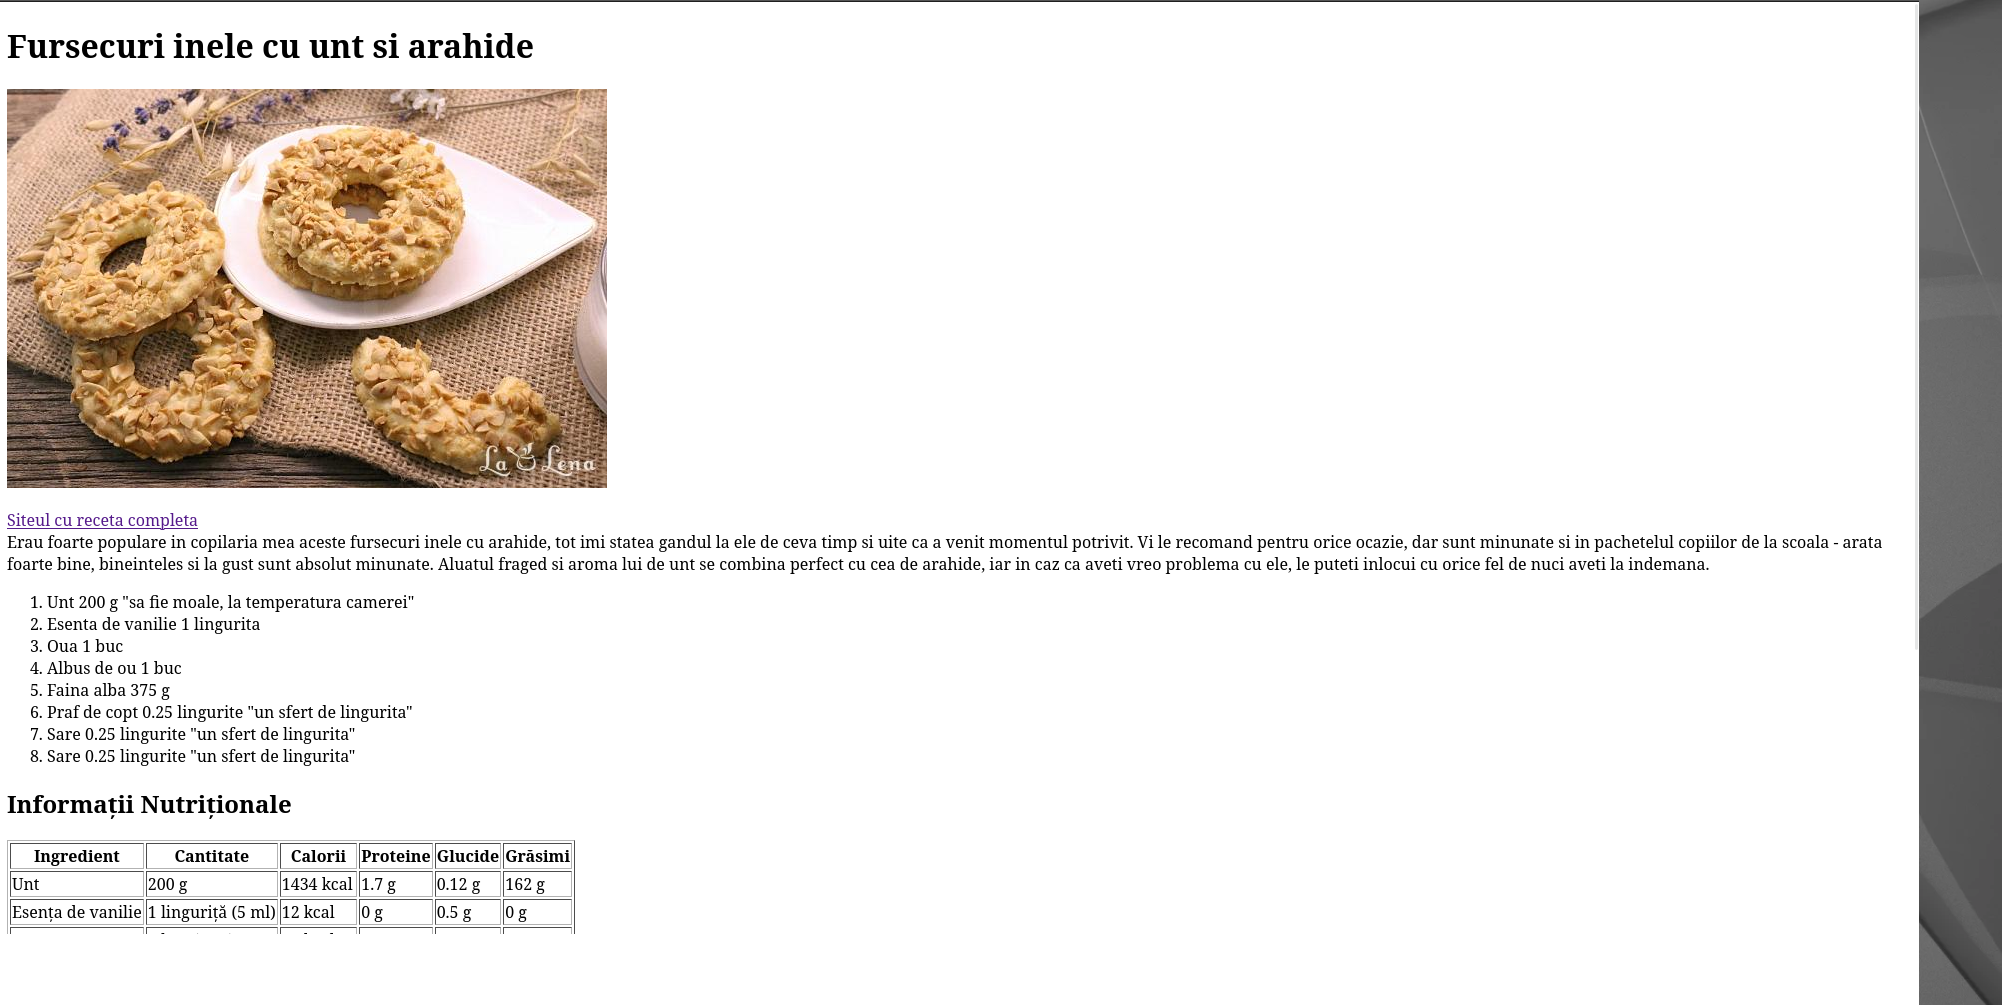 Fursecuri inele cu unt si arahide
La Lena
Siteul cu receta completa
Erau foarte populare in copilaria mea aceste fursecuri inele cu arahide, tot imi statea gandul la ele de ceva timp si uite ca a venit momentul potrivit. Vi le recomand pentru orice ocazie, dar sunt minunate si in pachetelul copiilor de la scoala - arata
foarte bine, bineinteles si la gust sunt absolut minunate. Aluatul fraged si aroma lui de unt se combina perfect cu cea de arahide, iar in caz ca aveti vreo problema cu ele, le puteti inlocui cu orice fel de nuci aveti la indemana.
1. Unt 200 g "sa fie moale, la temperatura camerei"
2. Esenta de vanilie 1 lingurita
3. Oua 1 buc
4. Albus de ou 1 buc
5. Faina alba 375 g
6. Praf de copt 0.25 lingurite "un sfert de lingurita"
7. Sare 0.25 lingurite "un sfert de lingurita"
8. Sare 0.25 lingurite "un sfert de lingurita"
Informații Nutriționale
Ingredient Cantitate Calorii Proteine Glucide Grăsimi
Unt 200 g 1434 kcal 1.7 g 0.12 g 162 g
Esența de vanilie 1 linguriță (5 ml) 12 kcal 0 g 0.5 g 0 g